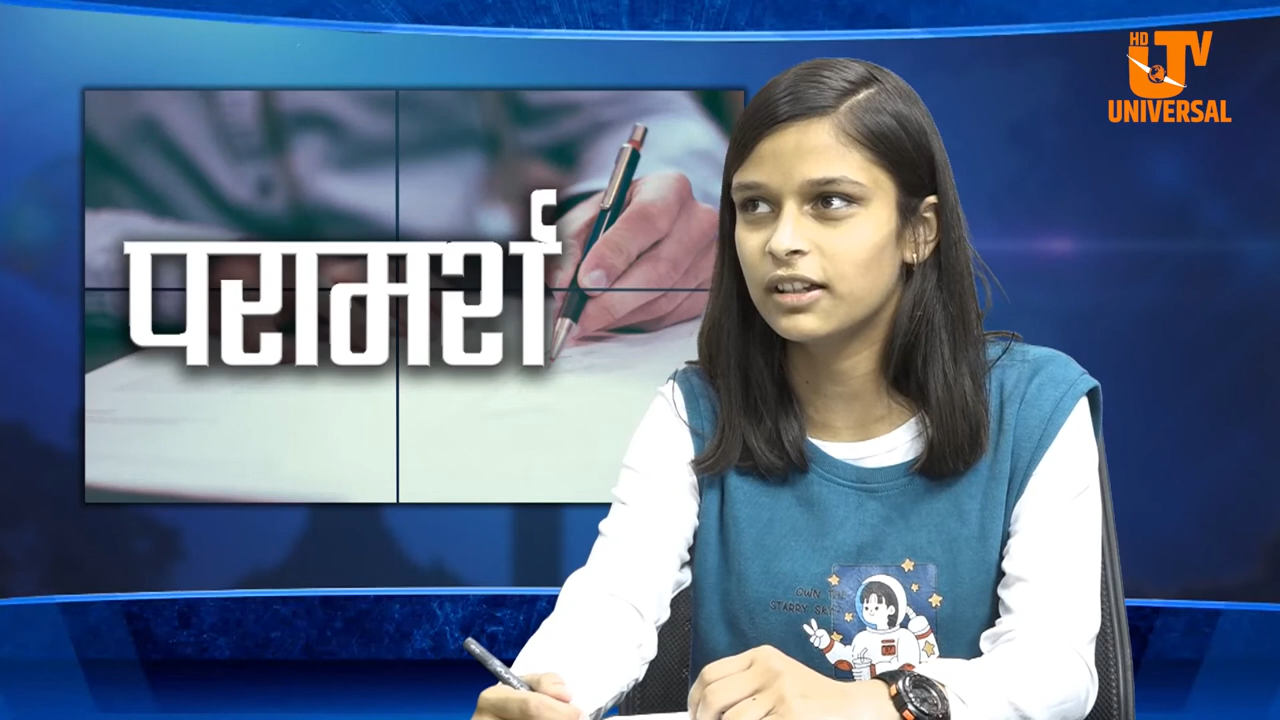 परामर्श
HD
UTV
UNIVERSAL
OWN THE
STARRY SKY